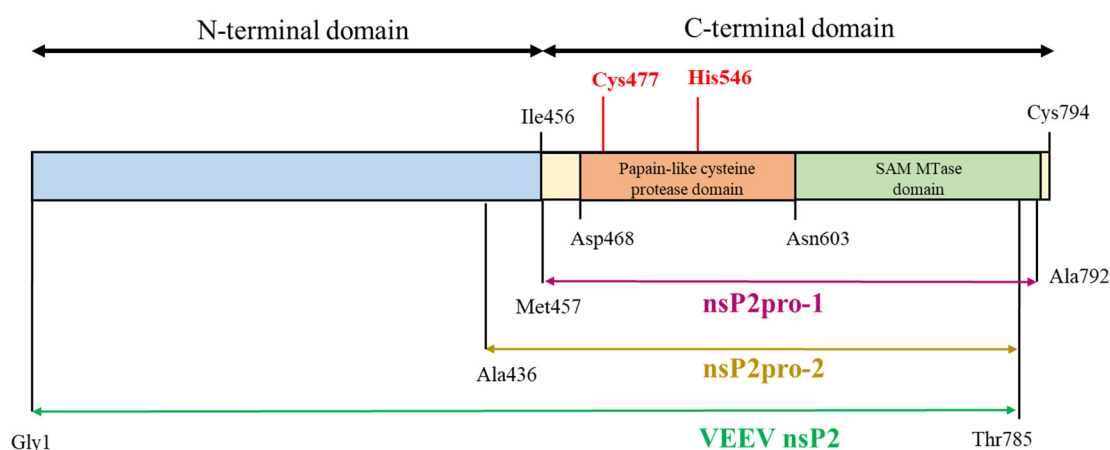 N-terminal domain
C-terminal domain
Cys477
His546
Ile456
Cys794
Papain-like cysteine
protease domain
SAM MTase
domain
Asp468
Asn603
Met457
nsP2pro-1
Ala792
Ala436
nsP2pro-2
Gly1
VEEV nsP2
Thr785